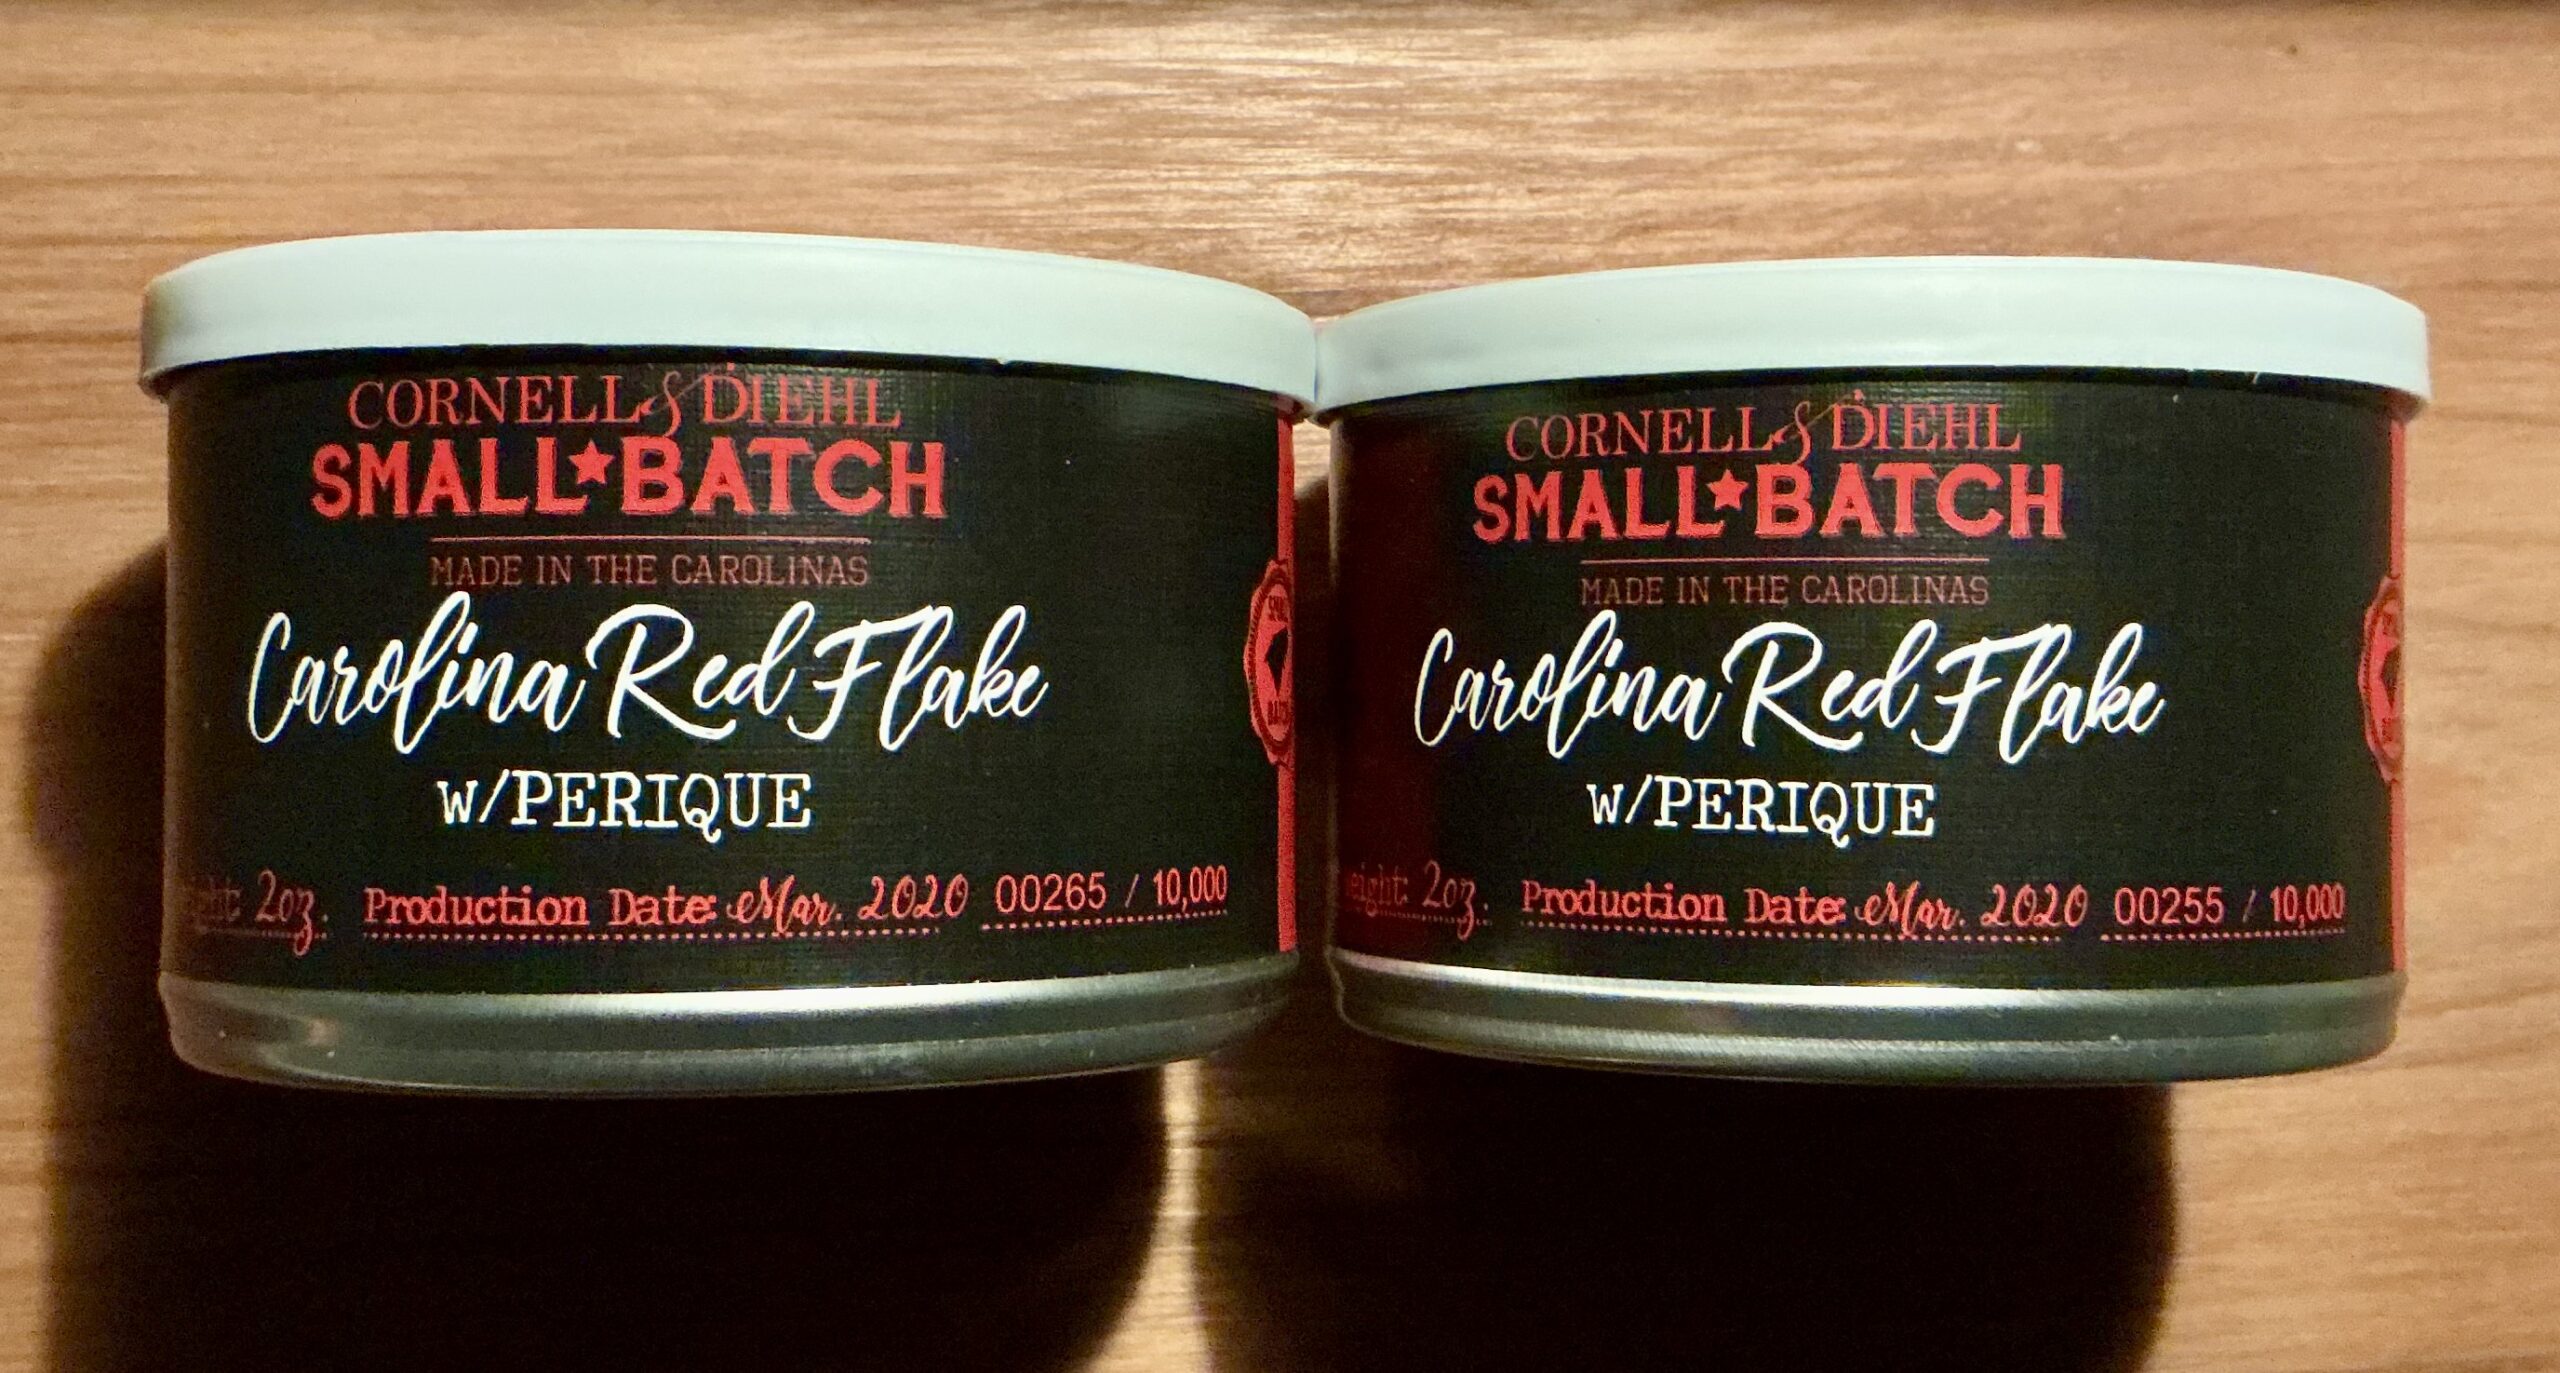 CORNELL & DIEHL
SMALL★BATCH
MADE IN THE CAROLINAS
Carolina Red Flake
w/PERIQUE
2oz. Production Date: Mar. 2020 00265 / 10,000
CORNELL & DIEHL
SMALL★BATCH
MADE IN THE CAROLINAS
Carolina Red Flake
w/PERIQUE
2oz. Production Date: Mar. 2020 00255 / 10,000